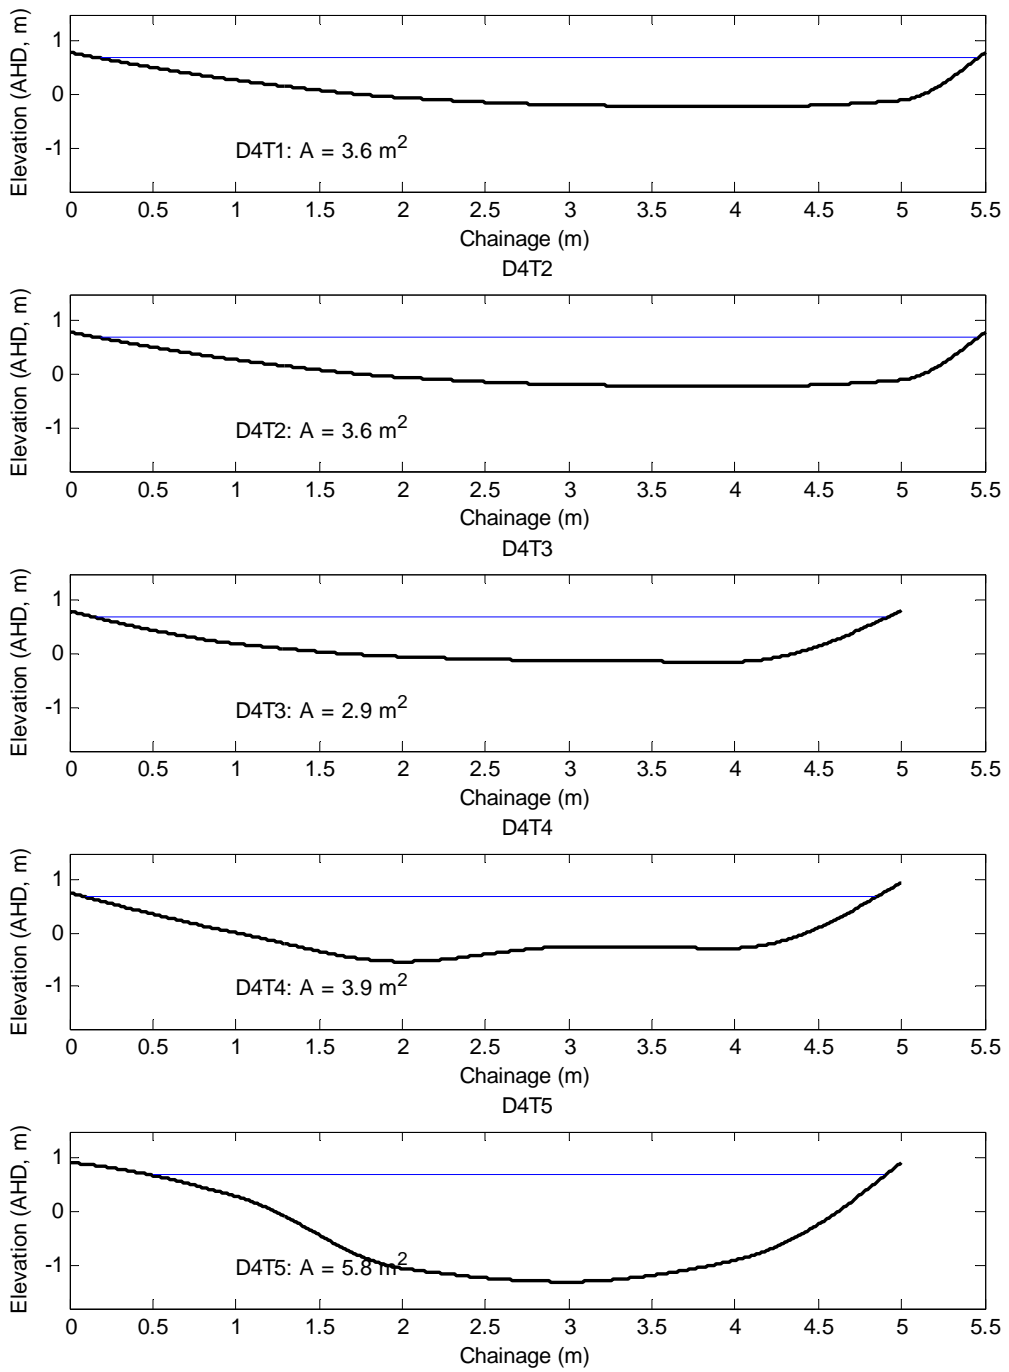 1
0
-1
Elevation (AHD, m)
D4T1: A = 3.6 m2
0 0.5 1 1.5 2 2.5 3 3.5 4 4.5 5 5.5
Chainage (m)
D4T2
1
0
-1
Elevation (AHD, m)
D4T2: A = 3.6 m2
0 0.5 1 1.5 2 2.5 3 3.5 4 4.5 5 5.5
Chainage (m)
D4T3
1
0
-1
Elevation (AHD, m)
D4T3: A = 2.9 m2
0 0.5 1 1.5 2 2.5 3 3.5 4 4.5 5 5.5
Chainage (m)
D4T4
1
0
-1
Elevation (AHD, m)
D4T4: A = 3.9 m2
0 0.5 1 1.5 2 2.5 3 3.5 4 4.5 5 5.5
Chainage (m)
D4T5
1
0
-1
Elevation (AHD, m)
D4T5: A = 5.8 m2
0 0.5 1 1.5 2 2.5 3 3.5 4 4.5 5 5.5
Chainage (m)